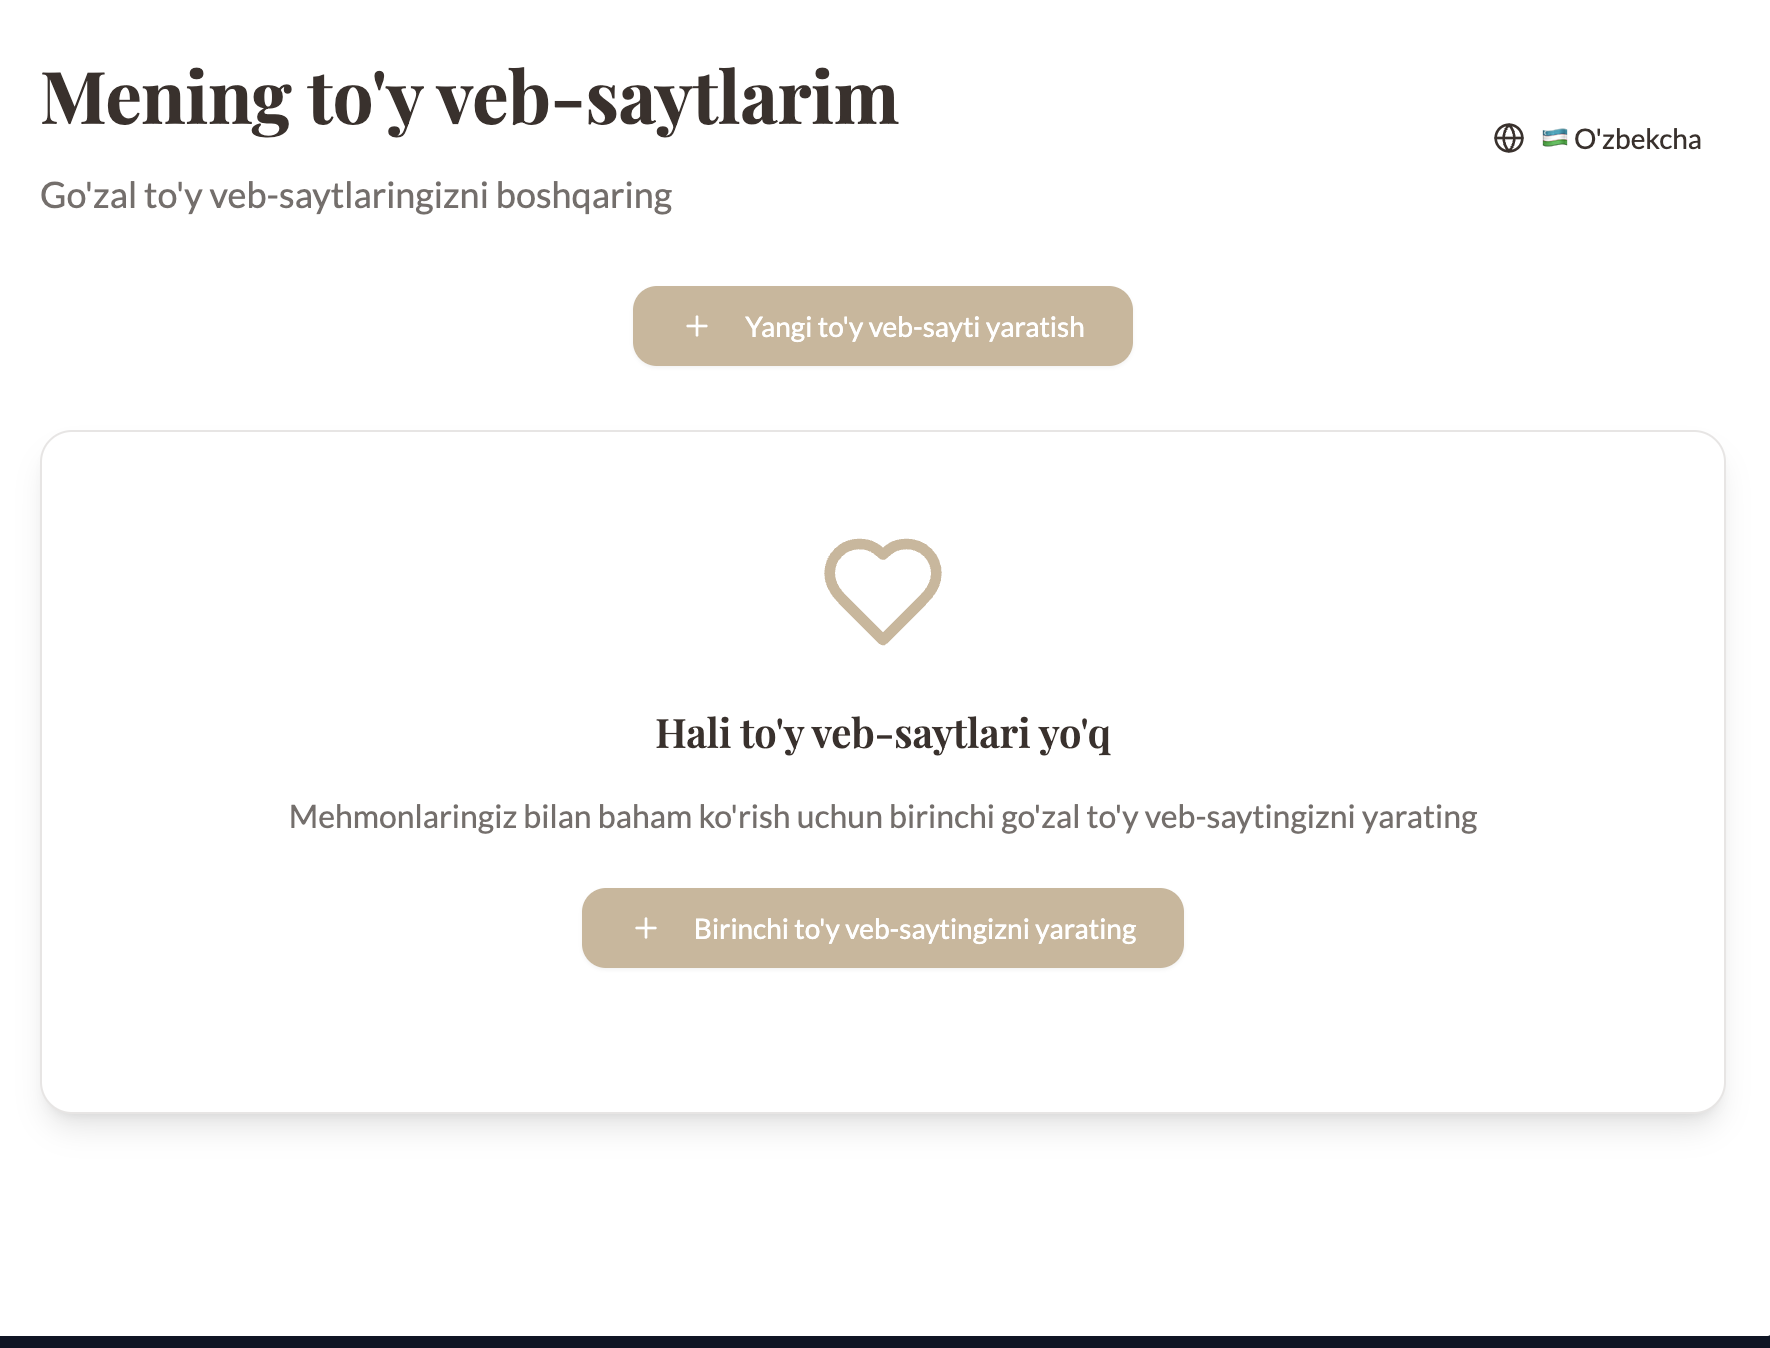 Mening to'y veb-saytlarim
O'zbekcha
Go'zal to'y veb-saytlaringizni boshqaring
Yangi to'y veb-sayti yaratish
Hali to'y veb-saytlari yo'q
Mehmonlaringiz bilan baham ko'rish uchun birinchi go'zal to'y veb-saytingizni yarating
Birinchi to'y veb-saytingizni yarating